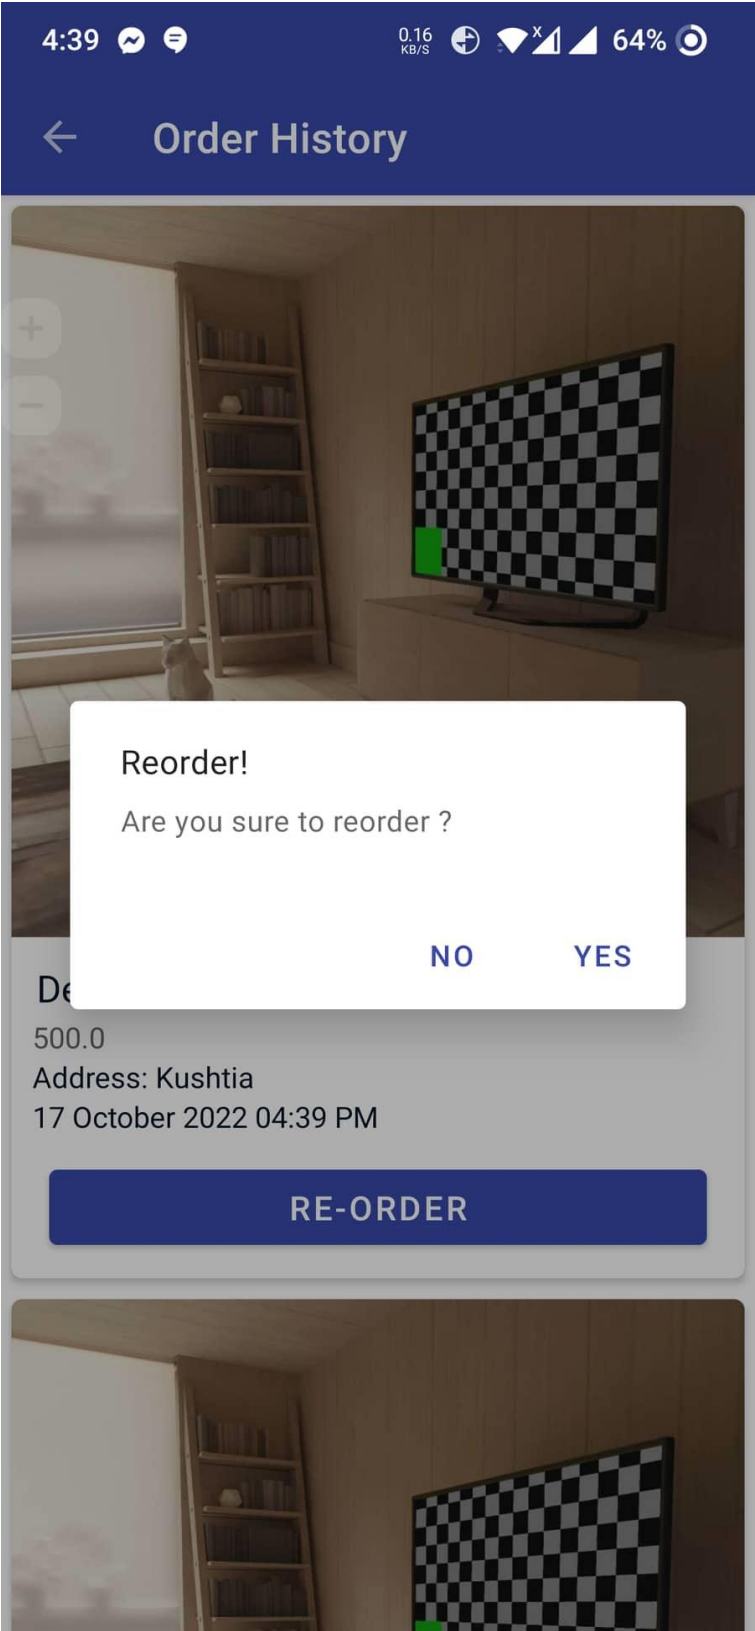 4:39
0.16
KB/S
X
64%
Order History
Reorder!
Are you sure to reorder ?
NO YES
500.0
Address: Kushtia
17 October 2022 04:39 PM
RE-ORDER